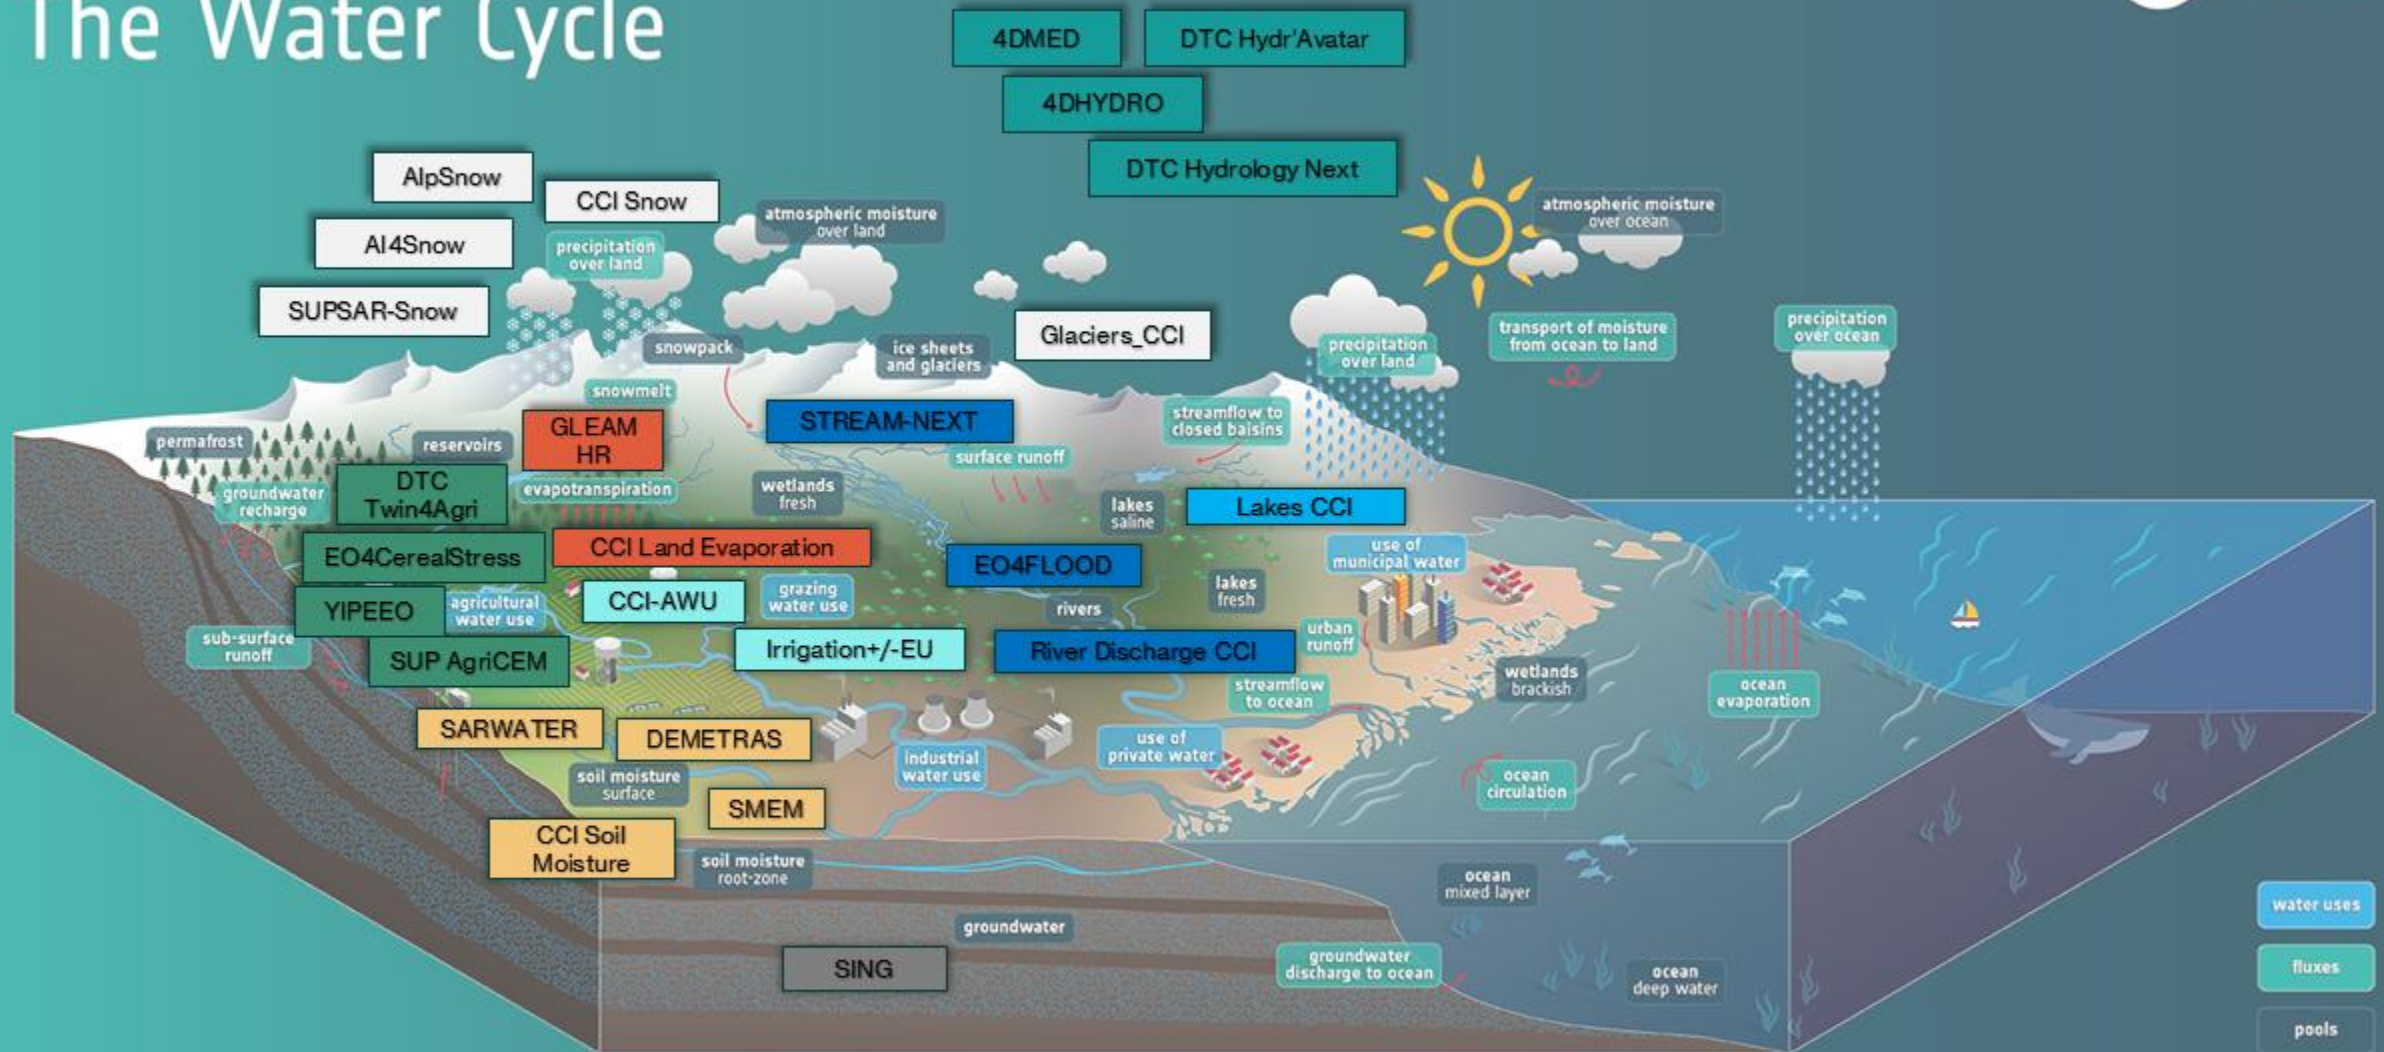 The Water Cycle
4DMED
DTC Hydr'Avatar
4DHYDRO
DTC Hydrology Next
AlpSnow
CCI Snow
AI4Snow
SUPSAR-Snow
precipitation
over land
atmospheric moisture
over land
atmospheric moisture
over ocean
Glaciers_CCI
snowpack
ice sheets
and glaciers
precipitation
over land
transport of moisture
from ocean to land
precipitation
over ocean
snowmelt
GLEAM
HR
STREAM-NEXT
streamflow to
closed baisins
permafrost
reservoirs
surface runoff
DTC
Twin4Agri
evapotranspiration
wetlands
fresh
groundwater
recharge
lakes
saline
Lakes CCI
EO4CerealStress
CCI Land Evaporation
EO4FLOOD
use of
municipal water
YIPEEO
agricultural
water use
CCI-AWU
grazing
water use
rivers
lakes
fresh
sub-surface
runoff
SUP AgriCEM
Irrigation+/-EU
River Discharge CCI
urban
runoff
wetlands
brackish
ocean
evaporation
streamflow
to ocean
SARWATER
DEMETRAS
industrial
water use
use of
private water
soil moisture
surface
ocean
circulation
SMEM
CCI Soil
Moisture
soil moisture
root-zone
ocean
mixed layer
groundwater
SING
groundwater
discharge to ocean
ocean
deep water
water uses
fluxes
pools